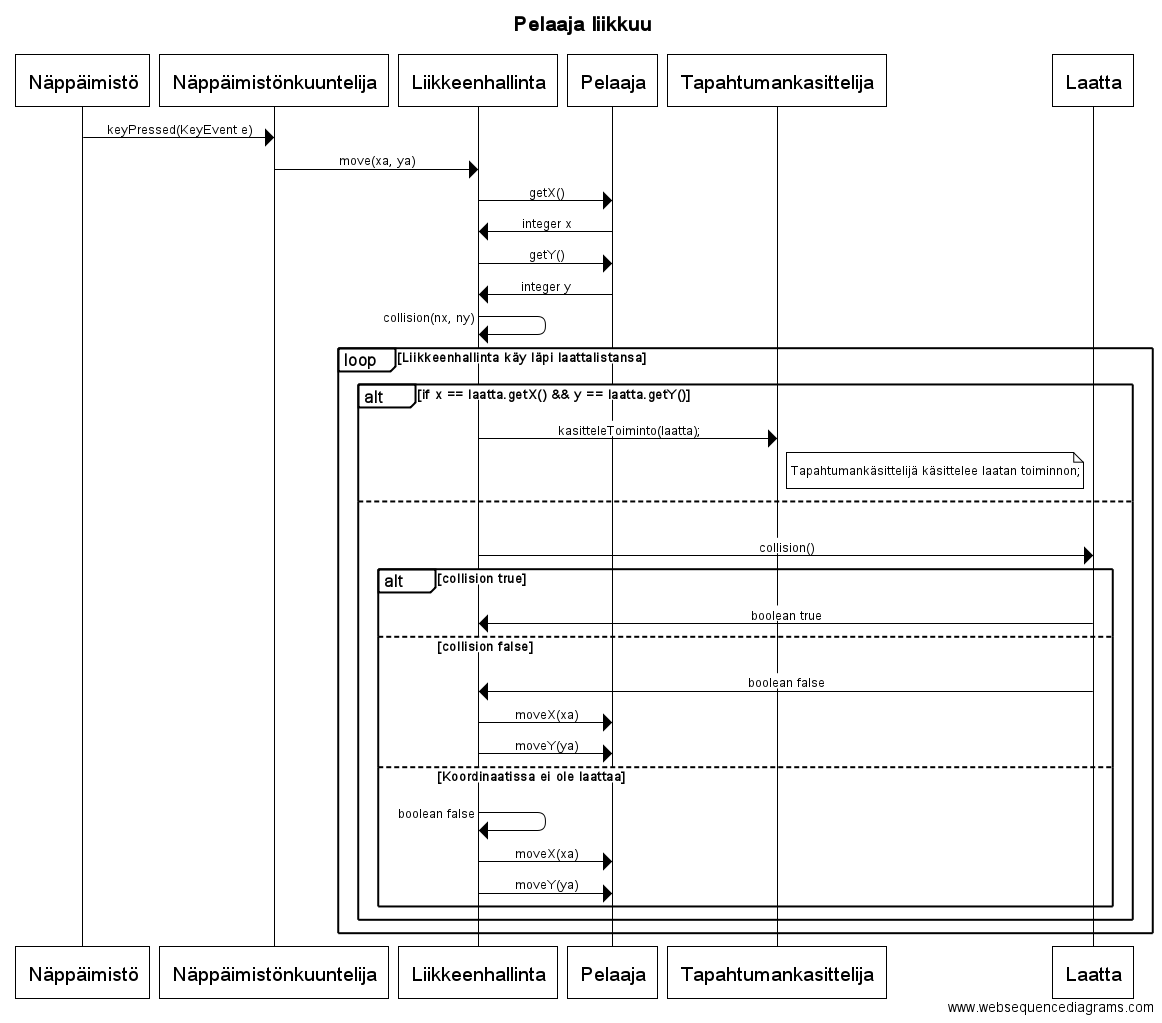 Pelaaja liikkuu
Näppäimistö
Näppäimistönkuuntelija
Liikkeenhallinta
Pelaaja
Tapahtumankasittelija
Laatta
keyPressed(KeyEvent e)
move(xa, ya)
getX()
integer x
getY()
integer y
collision(nx, ny)
loop
[Liikkeenhallinta käy läpi laattalistansa]
alt
[if x == laatta.getX() && y == laatta.getY()]
kasitteleToiminto(laatta);
Tapahtumankäsittelijä käsittelee laatan toiminnon;
collision()
alt
[collision true]
boolean true
[collision false]
boolean false
moveX(xa)
moveY(ya)
[Koordinaatissa ei ole laattaa]
boolean false
moveX(xa)
moveY(ya)
Näppäimistö
Näppäimistönkuuntelija
Liikkeenhallinta
Pelaaja
Tapahtumankasittelija
Laatta
www.websequencediagrams.com